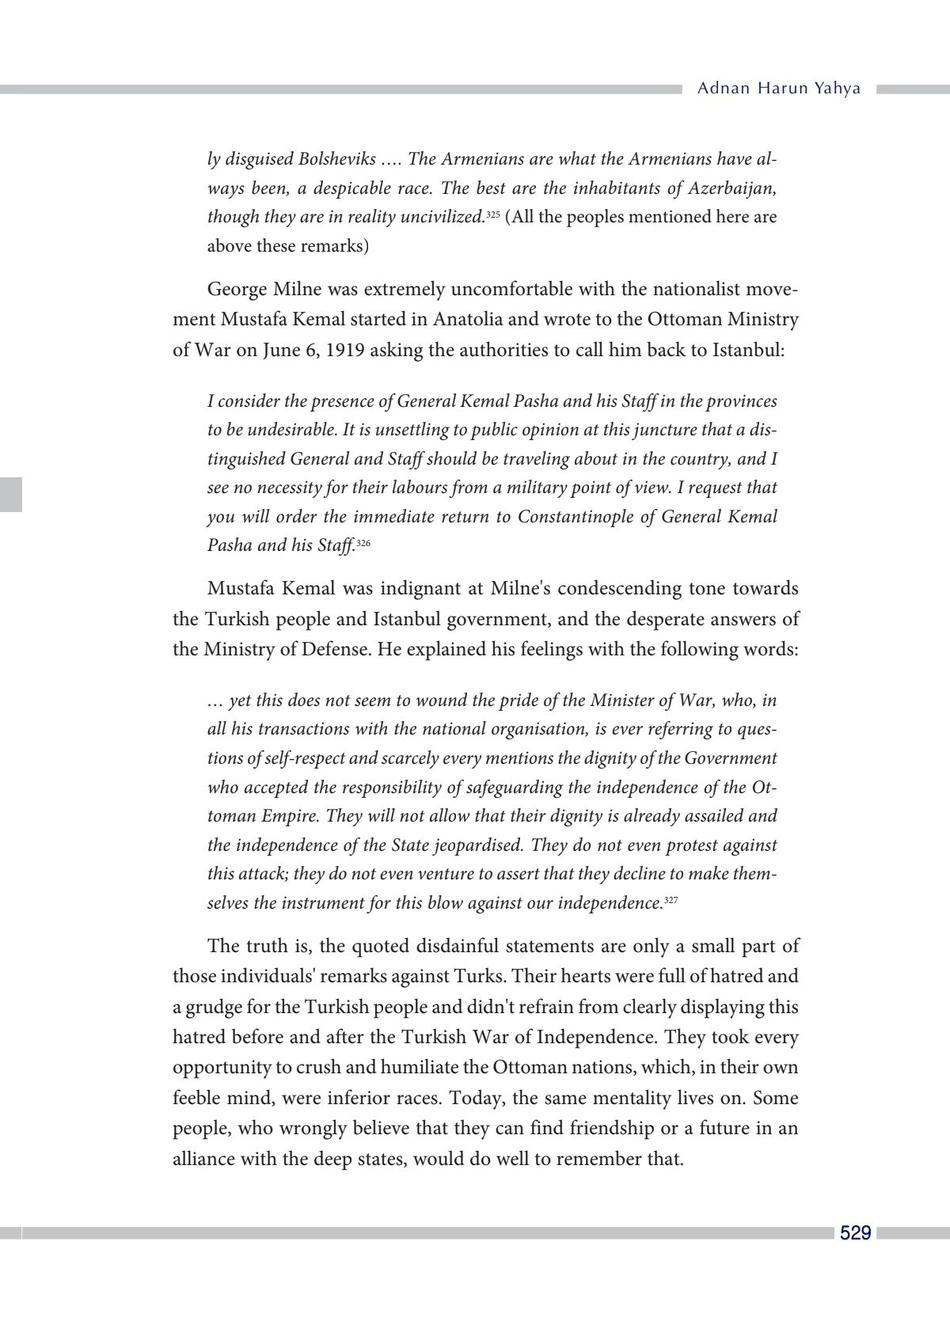 Adnan Harun Yahya
ly disguised Bolsheviks …. The Armenians are what the Armenians have al-
ways been, a despicable race. The best are the inhabitants of Azerbaijan,
though they are in reality uncivilized.325 (All the peoples mentioned here are
above these remarks)
George Milne was extremely uncomfortable with the nationalist move-
ment Mustafa Kemal started in Anatolia and wrote to the Ottoman Ministry
of War on June 6, 1919 asking the authorities to call him back to Istanbul:
I consider the presence of General Kemal Pasha and his Staff in the provinces
to be undesirable. It is unsettling to public opinion at this juncture that a dis-
tinguished General and Staff should be traveling about in the country, and I
see no necessity for their labours from a military point of view. I request that
you will order the immediate return to Constantinople of General Kemal
Pasha and his Staff.326
Mustafa Kemal was indignant at Milne's condescending tone towards
the Turkish people and Istanbul government, and the desperate answers of
the Ministry of Defense. He explained his feelings with the following words:
… yet this does not seem to wound the pride of the Minister of War, who, in
all his transactions with the national organisation, is ever referring to ques-
tions of self-respect and scarcely every mentions the dignity of the Government
who accepted the responsibility of safeguarding the independence of the Ot-
toman Empire. They will not allow that their dignity is already assailed and
the independence of the State jeopardised. They do not even protest against
this attack; they do not even venture to assert that they decline to make them-
selves the instrument for this blow against our independence.327
The truth is, the quoted disdainful statements are only a small part of
those individuals' remarks against Turks. Their hearts were full of hatred and
a grudge for the Turkish people and didn't refrain from clearly displaying this
hatred before and after the Turkish War of Independence. They took every
opportunity to crush and humiliate the Ottoman nations, which, in their own
feeble mind, were inferior races. Today, the same mentality lives on. Some
people, who wrongly believe that they can find friendship or a future in an
alliance with the deep states, would do well to remember that.
529